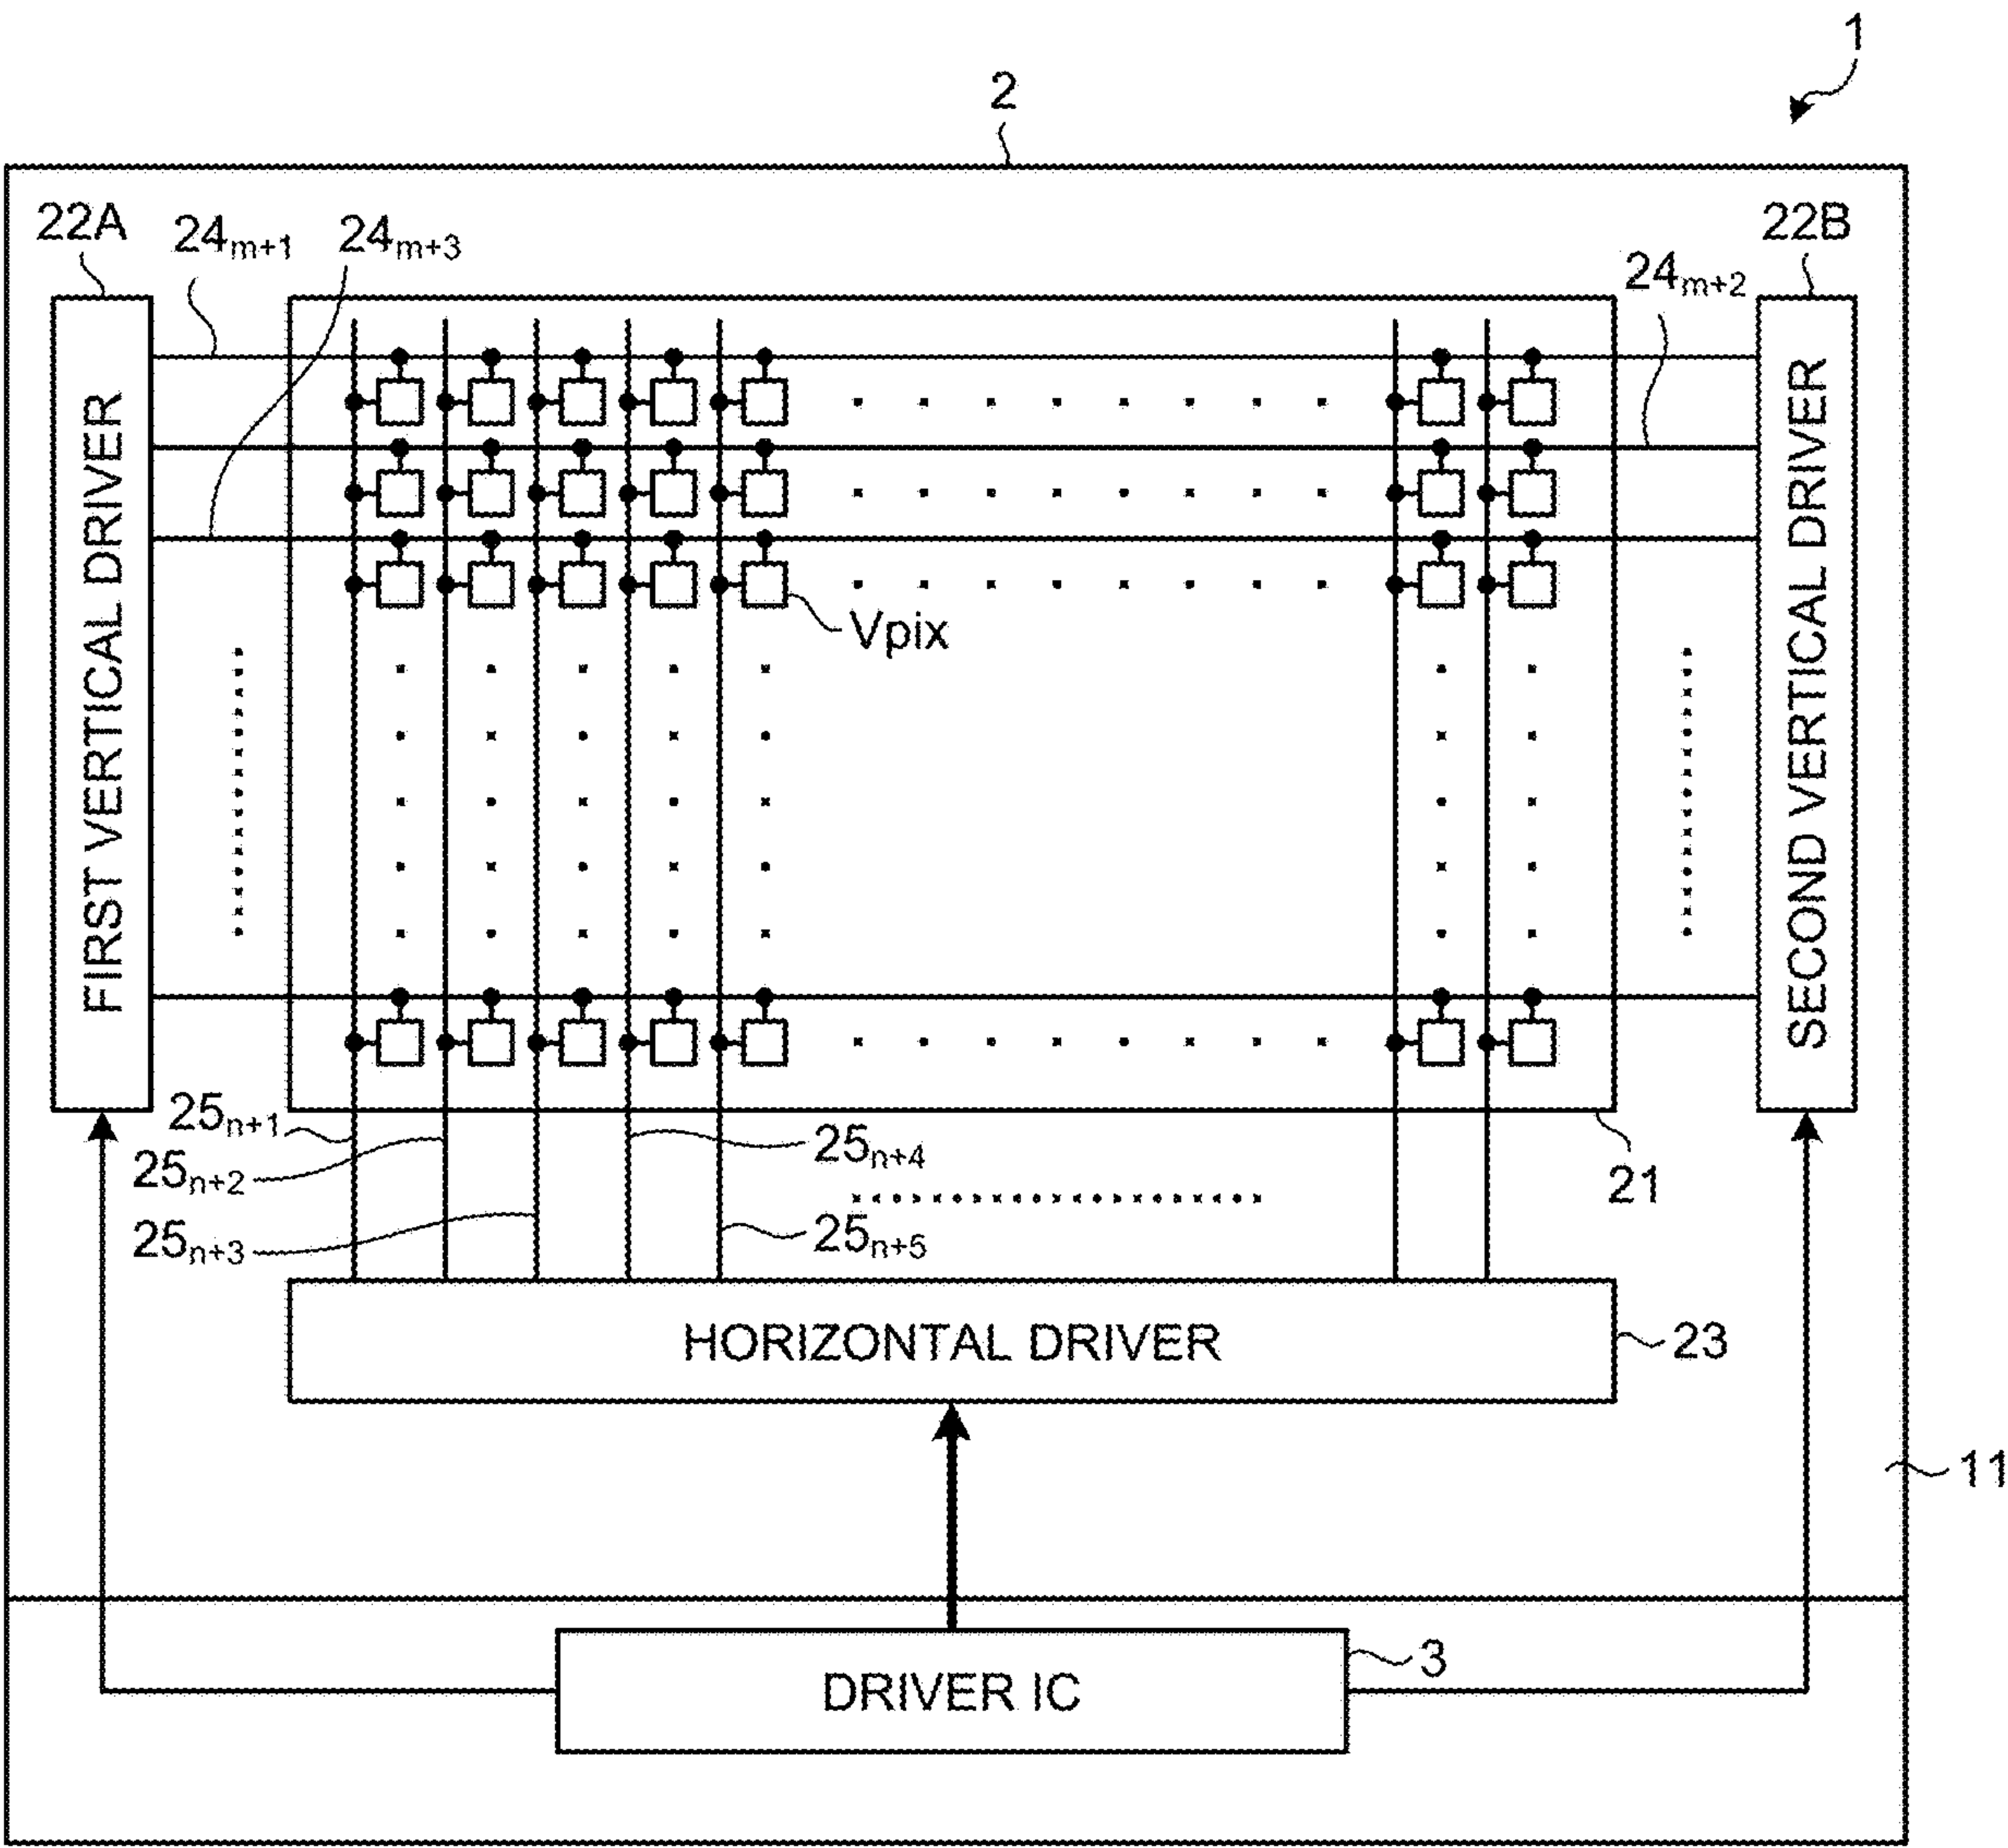 1
2
22A
24m+1
24m+3
22B
24m+2
FIRST VERTICAL DRIVER
SECOND VERTICAL DRIVER
Vpix
25n+1
25n+2
25n+3
25n+4
25n+5
21
HORIZONTAL DRIVER
23
11
3
DRIVER IC